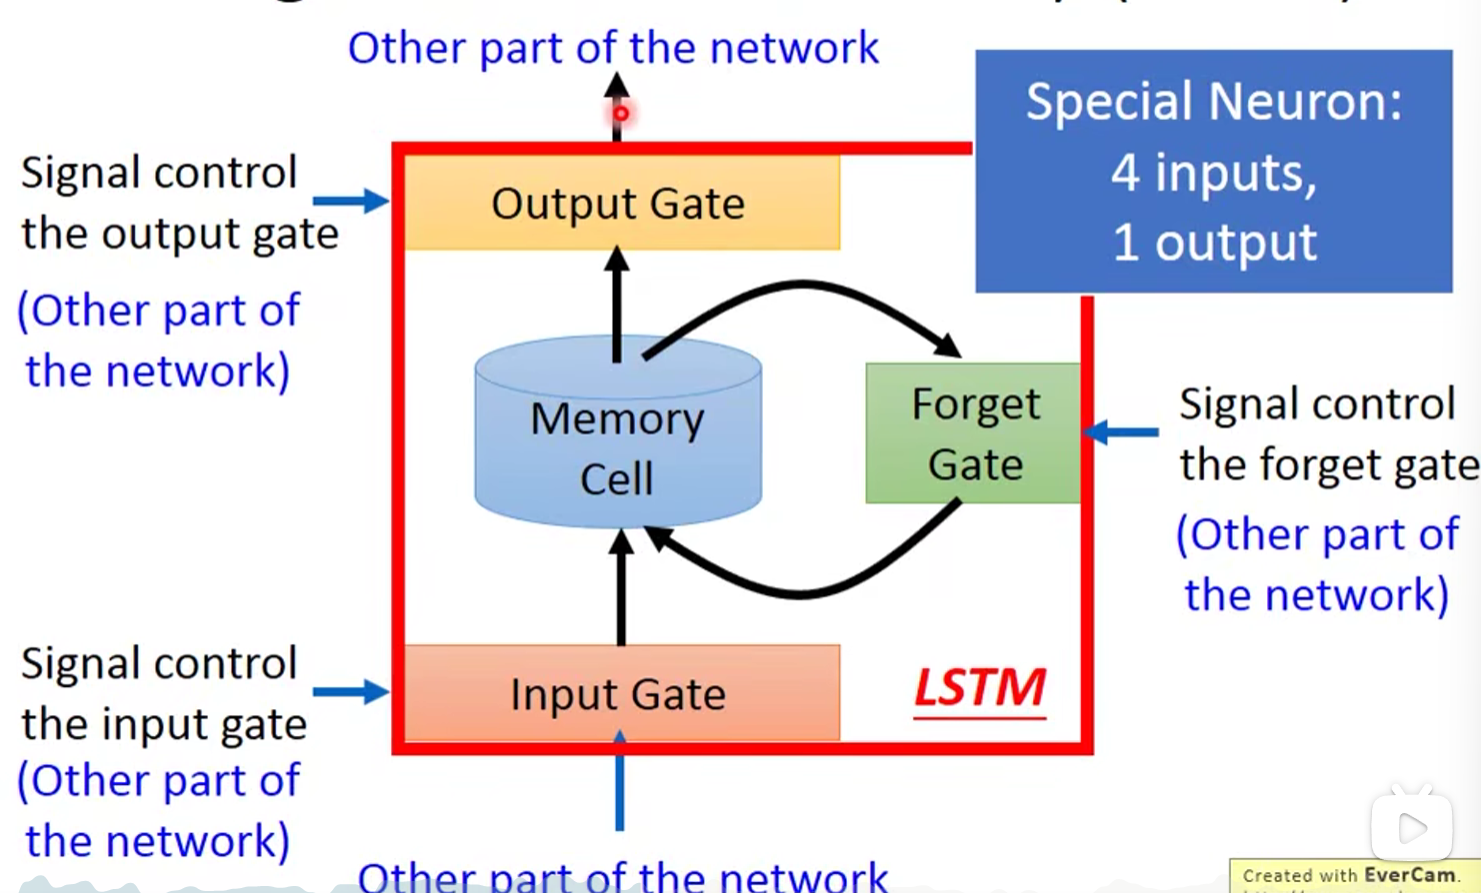 Other part of the network
Special Neuron:
4 inputs,
1 output
Signal control
the output gate
(Other part of
the network)
Output Gate
Memory
Cell
Forget
Gate
Signal control
the forget gate
(Other part of
the network)
Signal control
the input gate
(Other part of
the network)
Input Gate
LSTM
Other part of the network
Created with EverCam.